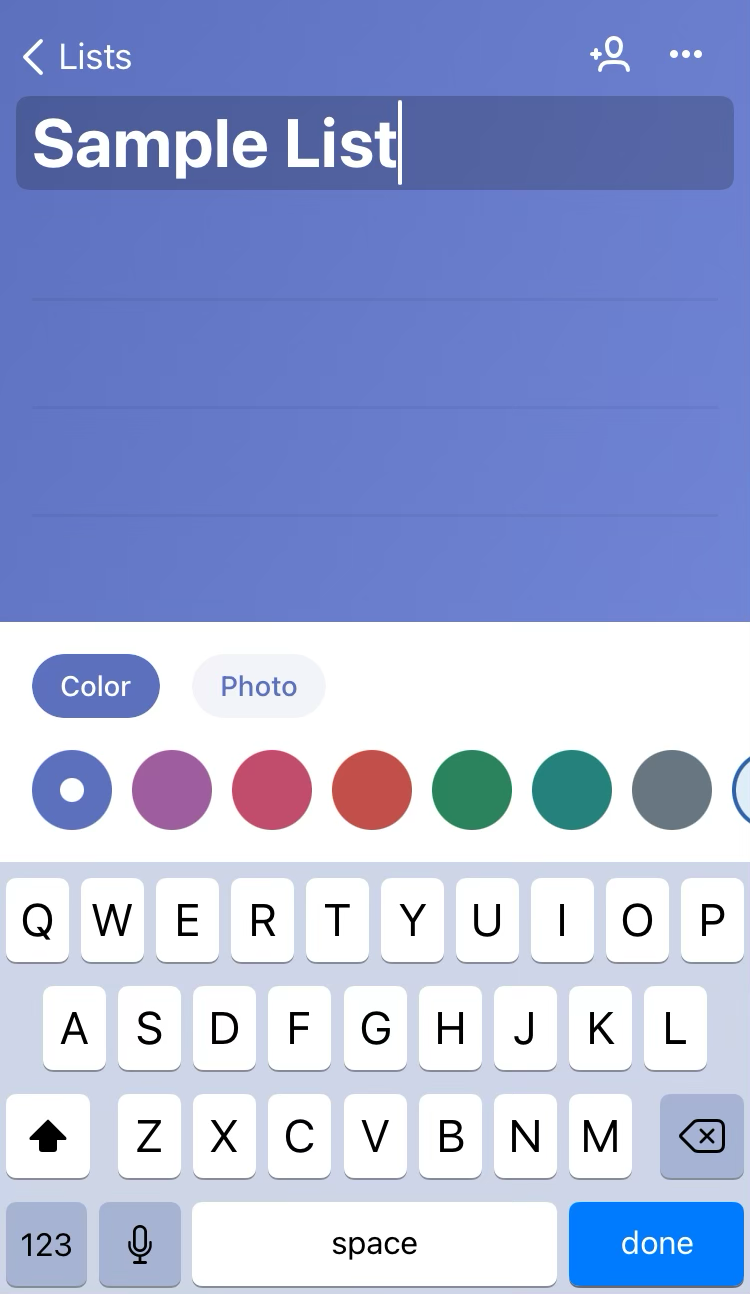 Lists
Sample List
Color Photo
Q W E R T Y U I O P
A S D F G H J K L
Z X C V B N M
123 space done